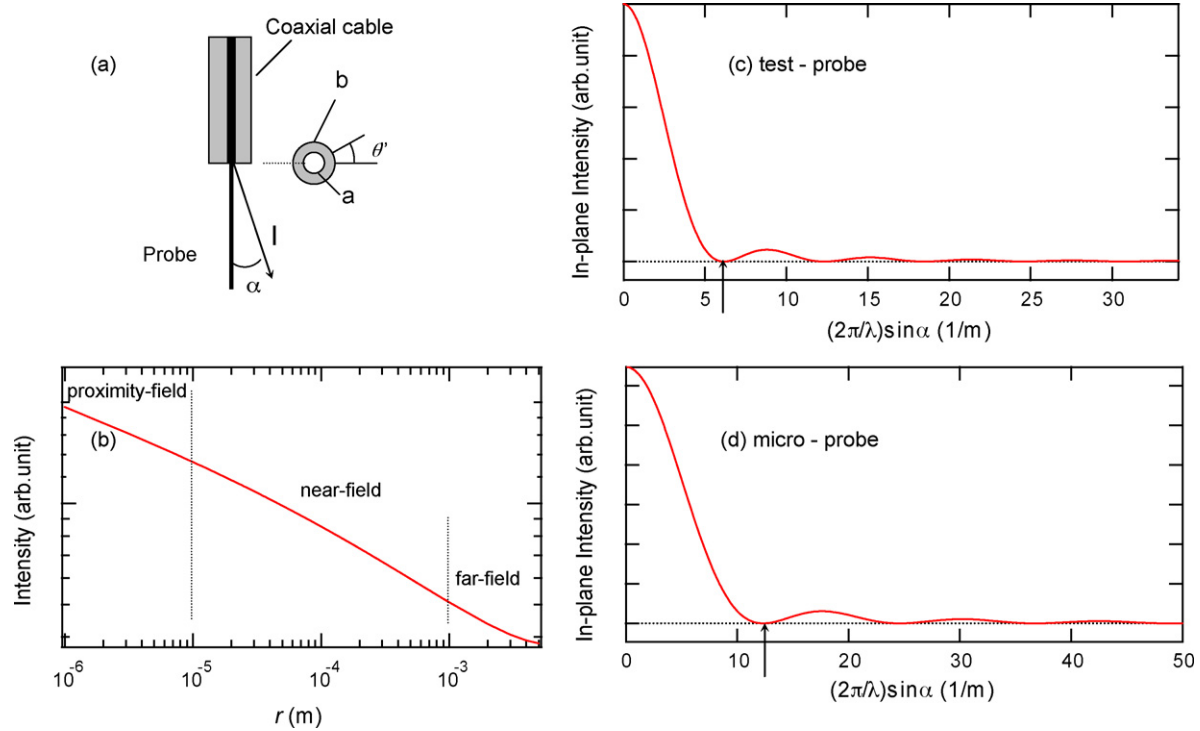 (a)
Coaxial cable
b
θ'
a
l
Probe
α
Intensity (arb.unit)
proximity-field
(b)
near-field
far-field
10⁻⁶ 10⁻⁵ 10⁻⁴ 10⁻³
r (m)
In-plane Intensity (arb.unit)
(c) test - probe
0 5 10 15 20 25 30
(2π/λ)sinα (1/m)
In-plane Intensity (arb.unit)
(d) micro - probe
0 10 20 30 40 50
(2π/λ)sinα (1/m)